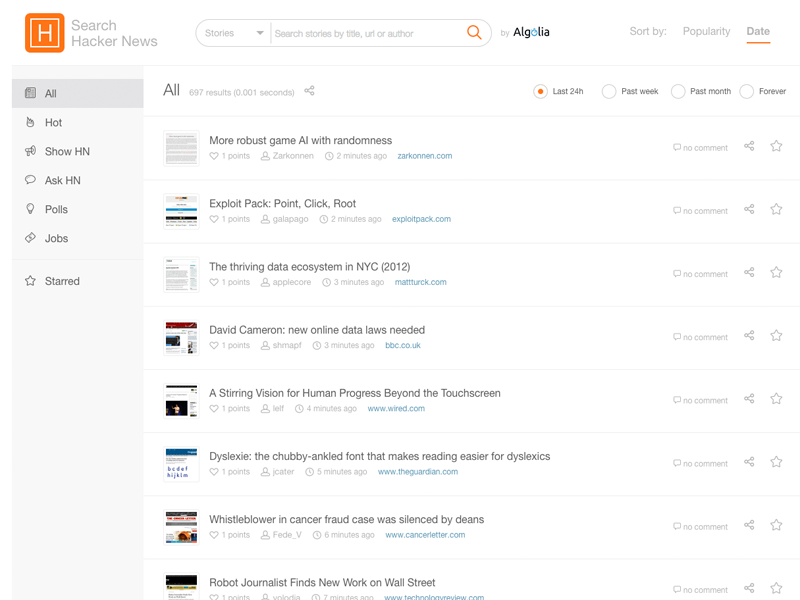 H
Search
Hacker News
Stories
Search stories by title, url or author
by Algolia
Sort by:
Popularity
Date
All
Hot
Show HN
Ask HN
Polls
Jobs
Starred
All
697 results (0.001 seconds)
Last 24h
Past week
Past month
Forever
More robust game AI with randomness
1 points Zarkonnen 2 minutes ago zarkonnen.com
no comment
Exploit Pack: Point, Click, Root
1 points galapago 2 minutes ago exploitpack.com
no comment
The thriving data ecosystem in NYC (2012)
1 points applecore 3 minutes ago mattturck.com
no comment
David Cameron: new online data laws needed
1 points shmapf 3 minutes ago bbc.co.uk
no comment
A Stirring Vision for Human Progress Beyond the Touchscreen
1 points lelf 4 minutes ago www.wired.com
no comment
Dyslexie: the chubby-ankled font that makes reading easier for dyslexics
1 points jcater 5 minutes ago www.theguardian.com
no comment
b c d e f
h i j k l m
Whistleblower in cancer fraud case was silenced by deans
1 points Fede_V 6 minutes ago www.cancerletter.com
no comment
Robot Journalist Finds New Work on Wall Street
1 points volodia 7 minutes ago www.technologyreview.com
no comment